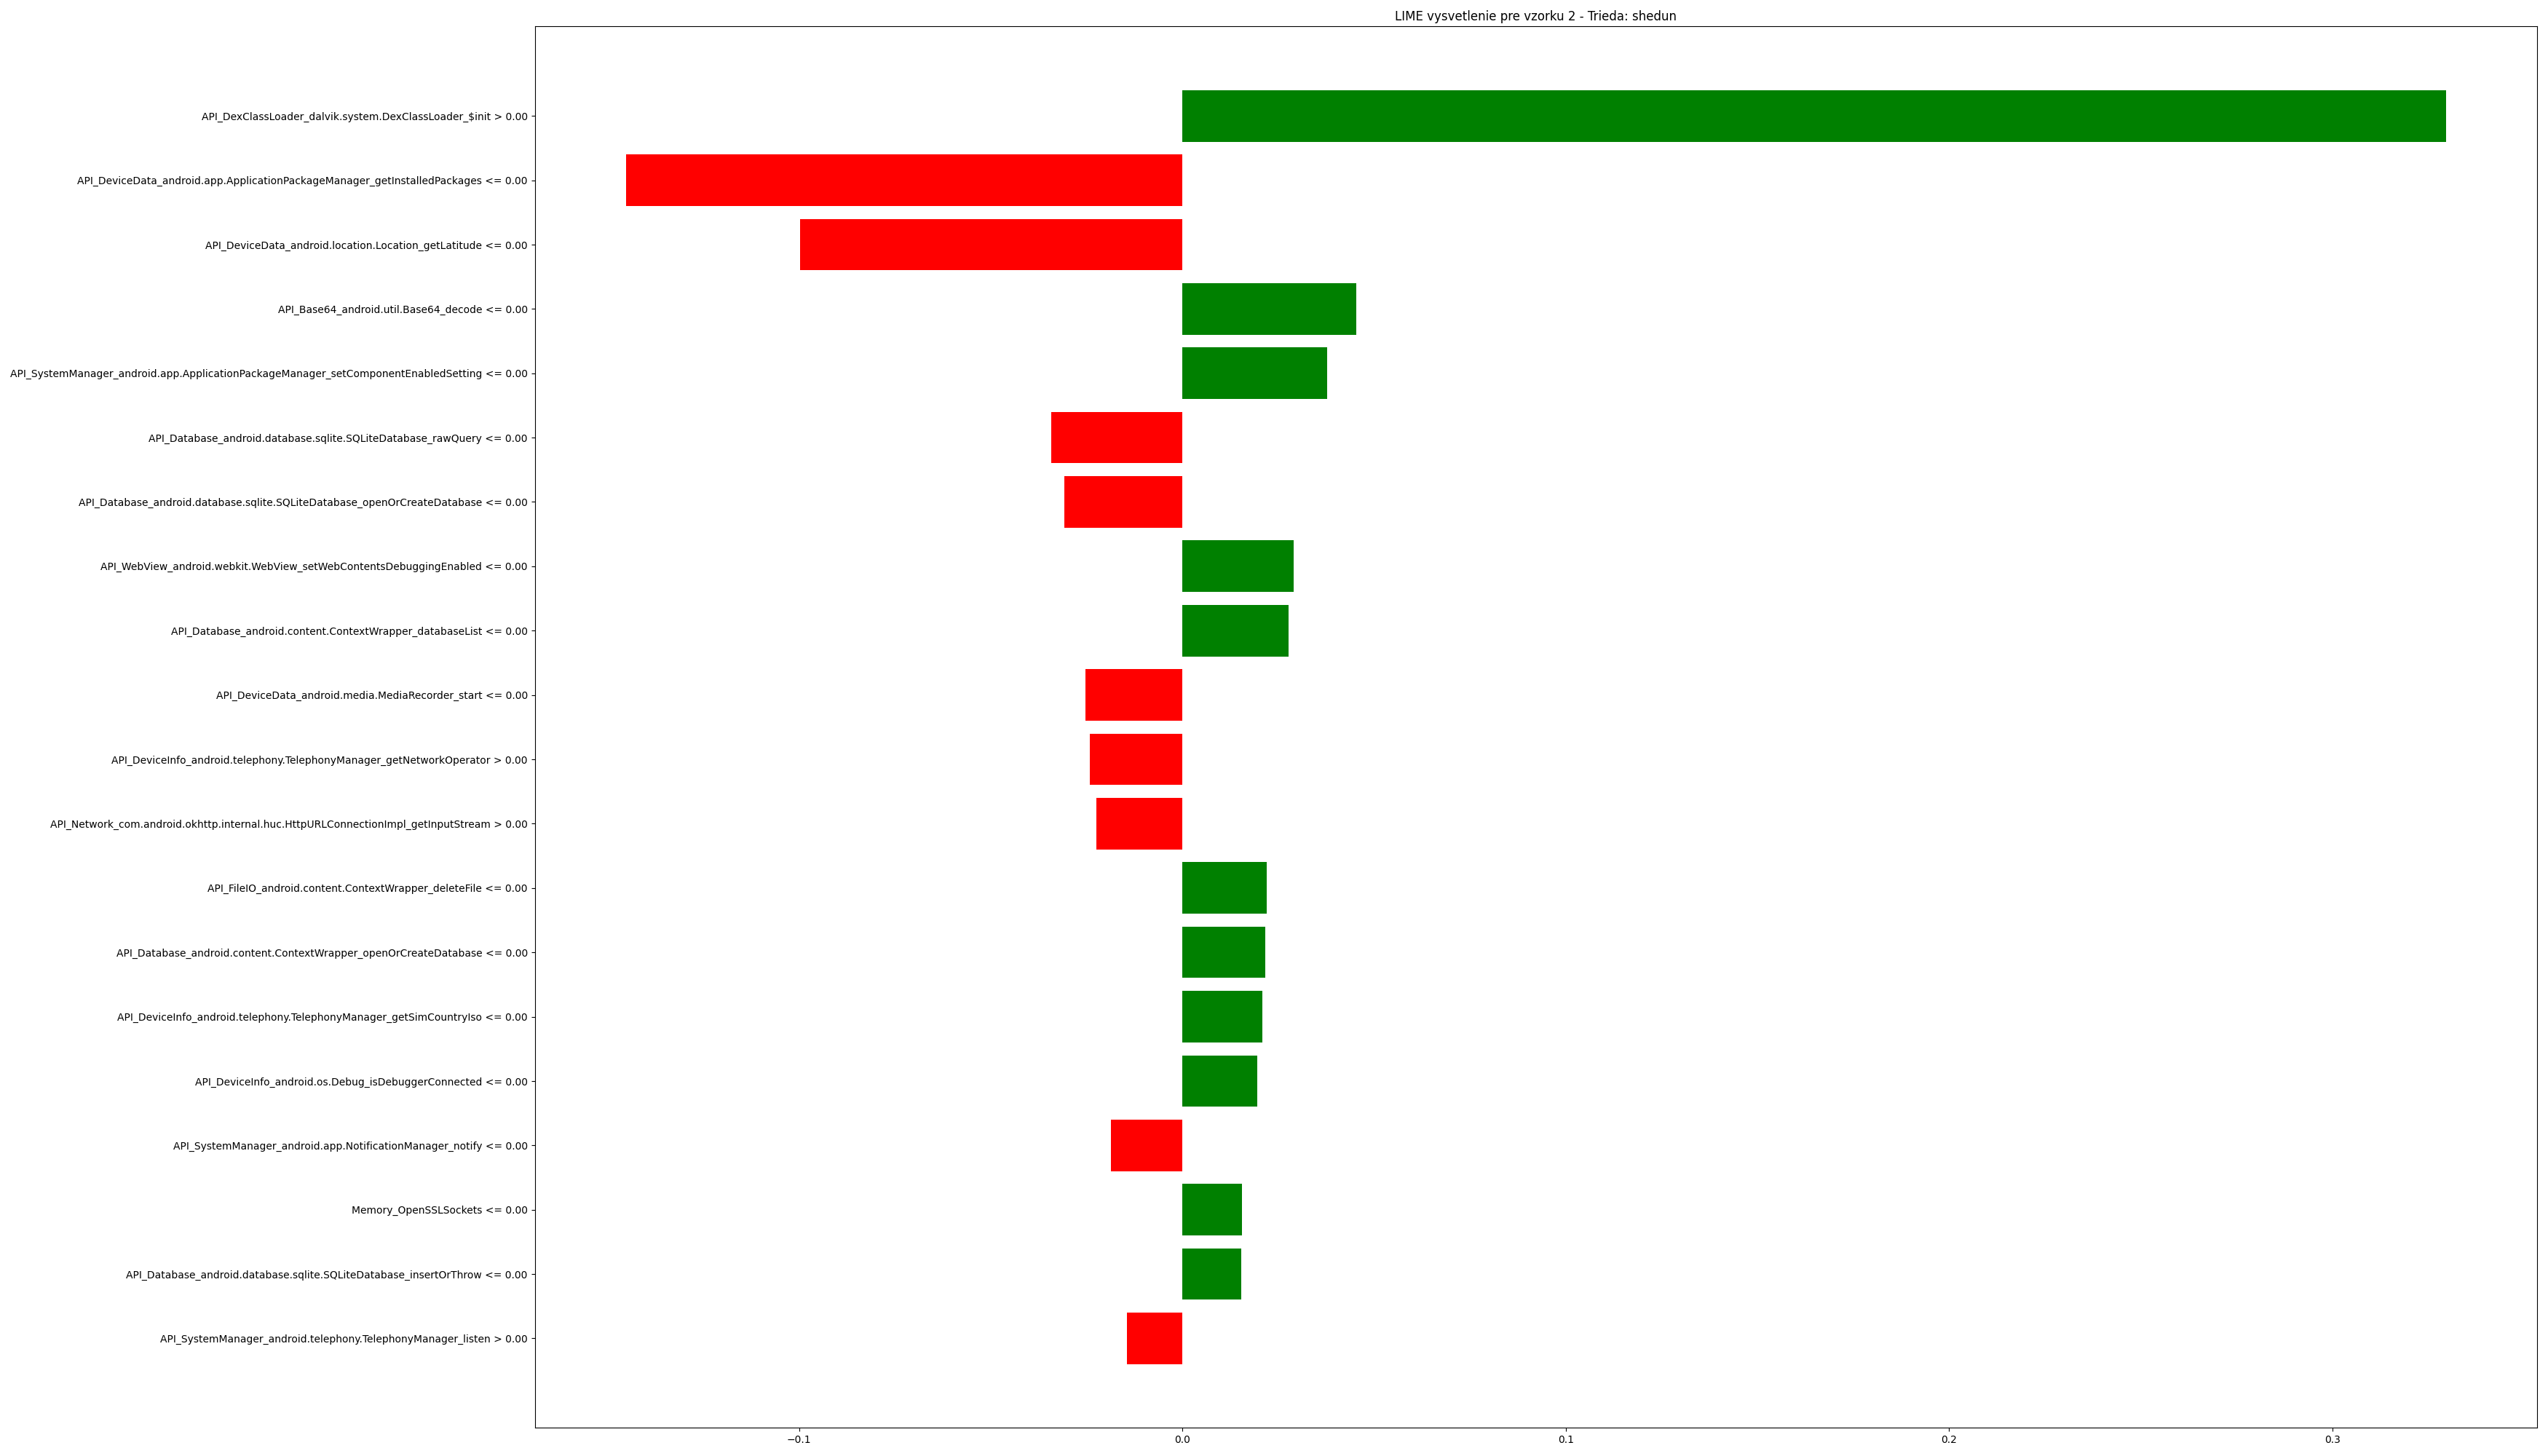 LIME vysvetlenie pre vzorku 2 - Trieda: shedun
API_DexClassLoader_dalvik.system.DexClassLoader_$init > 0.00
API_DeviceData_android.app.ApplicationPackageManager_getInstalledPackages <= 0.00
API_DeviceData_android.location.Location_getLatitude <= 0.00
API_Base64_android.util.Base64_decode <= 0.00
API_SystemManager_android.app.ApplicationPackageManager_setComponentEnabledSetting <= 0.00
API_Database_android.database.sqlite.SQLiteDatabase_rawQuery <= 0.00
API_Database_android.database.sqlite.SQLiteDatabase_openOrCreateDatabase <= 0.00
API_WebView_android.webkit.WebView_setWebContentsDebuggingEnabled <= 0.00
API_Database_android.content.ContextWrapper_databaseList <= 0.00
API_DeviceData_android.media.MediaRecorder_start <= 0.00
API_DeviceInfo_android.telephony.TelephonyManager_getNetworkOperator > 0.00
API_Network_com.android.okhttp.internal.huc.HttpURLConnectionImpl_getInputStream > 0.00
API_FileIO_android.content.ContextWrapper_deleteFile <= 0.00
API_Database_android.content.ContextWrapper_openOrCreateDatabase <= 0.00
API_DeviceInfo_android.telephony.TelephonyManager_getSimCountryIso <= 0.00
API_DeviceInfo_android.os.Debug_isDebuggerConnected <= 0.00
API_SystemManager_android.app.NotificationManager_notify <= 0.00
Memory_OpenSSLSockets <= 0.00
API_Database_android.database.sqlite.SQLiteDatabase_insertOrThrow <= 0.00
API_SystemManager_android.telephony.TelephonyManager_listen > 0.00
−0.1 0.0 0.1 0.2 0.3